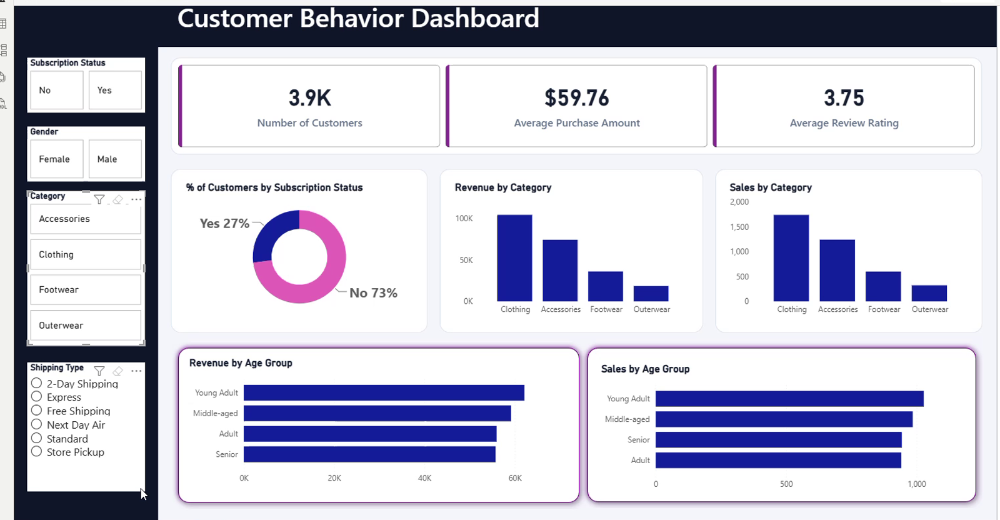 Customer Behavior Dashboard
Subscription Status
No
Yes
Gender
Female
Male
Category
Accessories
Clothing
Footwear
Outerwear
Shipping Type
2-Day Shipping
Express
Free Shipping
Next Day Air
Standard
Store Pickup
3.9K
Number of Customers
$59.76
Average Purchase Amount
3.75
Average Review Rating
% of Customers by Subscription Status
Yes 27%
No 73%
Revenue by Category
100K
50K
0K
Clothing Accessories Footwear Outerwear
Sales by Category
2,000
1,500
1,000
500
0
Clothing Accessories Footwear Outerwear
Revenue by Age Group
Young Adult
Middle-aged
Adult
Senior
0K 20K 40K 60K
Sales by Age Group
Young Adult
Middle-aged
Senior
Adult
0 500 1,000